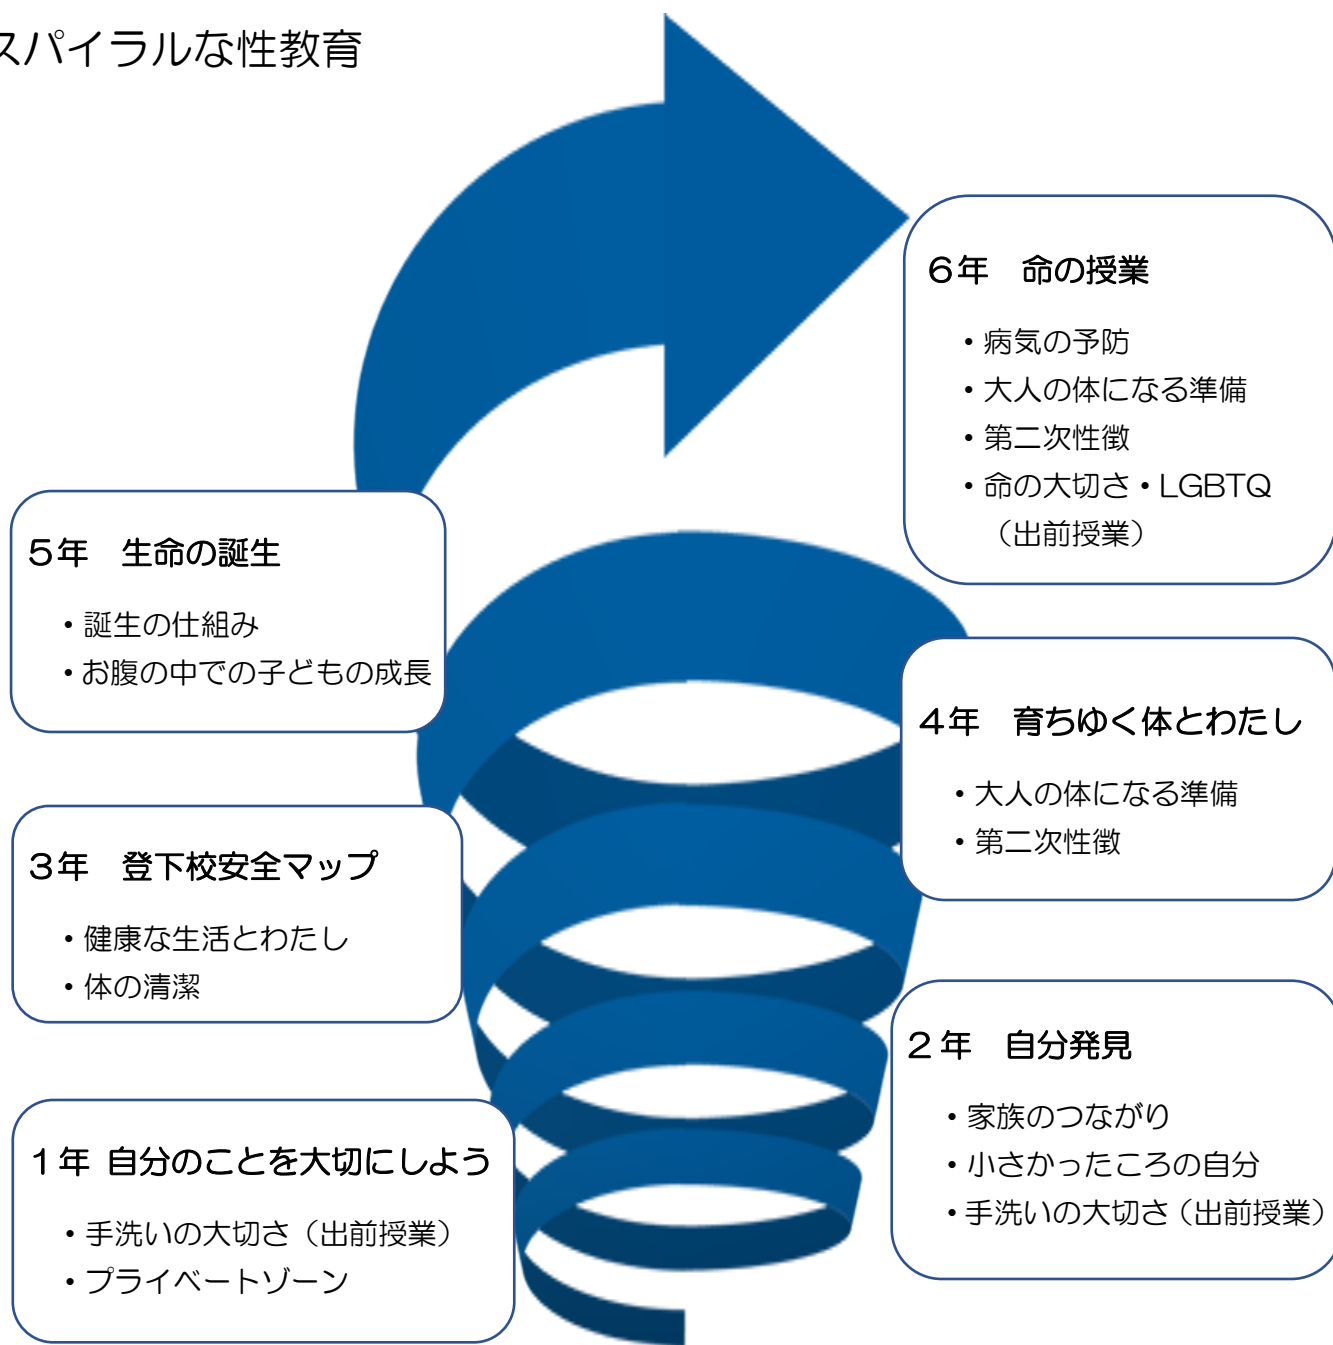 スパイラルな性教育
6年　命の授業
・病気の予防
・大人の体になる準備
・第二次性徴
・命の大切さ・LGBTQ
（出前授業）
5年　生命の誕生
・誕生の仕組み
・お腹の中での子どもの成長
4年　育ちゆく体とわたし
・大人の体になる準備
・第二次性徴
3年　登下校安全マップ
・健康な生活とわたし
・体の清潔
2年　自分発見
・家族のつながり
・小さかったころの自分
・手洗いの大切さ（出前授業）
1年 自分のことを大切にしよう
・手洗いの大切さ（出前授業）
・プライベートゾーン